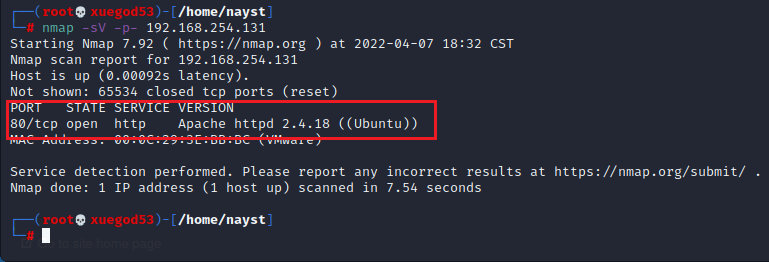 ┌──(root💀xuegod53)-[/home/nayst]
└─# nmap -sV -p- 192.168.254.131
Starting Nmap 7.92 ( https://nmap.org ) at 2022-04-07 18:32 CST
Nmap scan report for 192.168.254.131
Host is up (0.00092s latency).
Not shown: 65534 closed tcp ports (reset)
PORT   STATE SERVICE VERSION
80/tcp open  http    Apache httpd 2.4.18 ((Ubuntu))
MAC Address: 00:0C:29:3E:BB:BC (VMware)
Service detection performed. Please report any incorrect results at https://nmap.org/submit/ .
Nmap done: 1 IP address (1 host up) scanned in 7.54 seconds
┌──(root💀xuegod53)-[/home/nayst]
└─#
to site home page